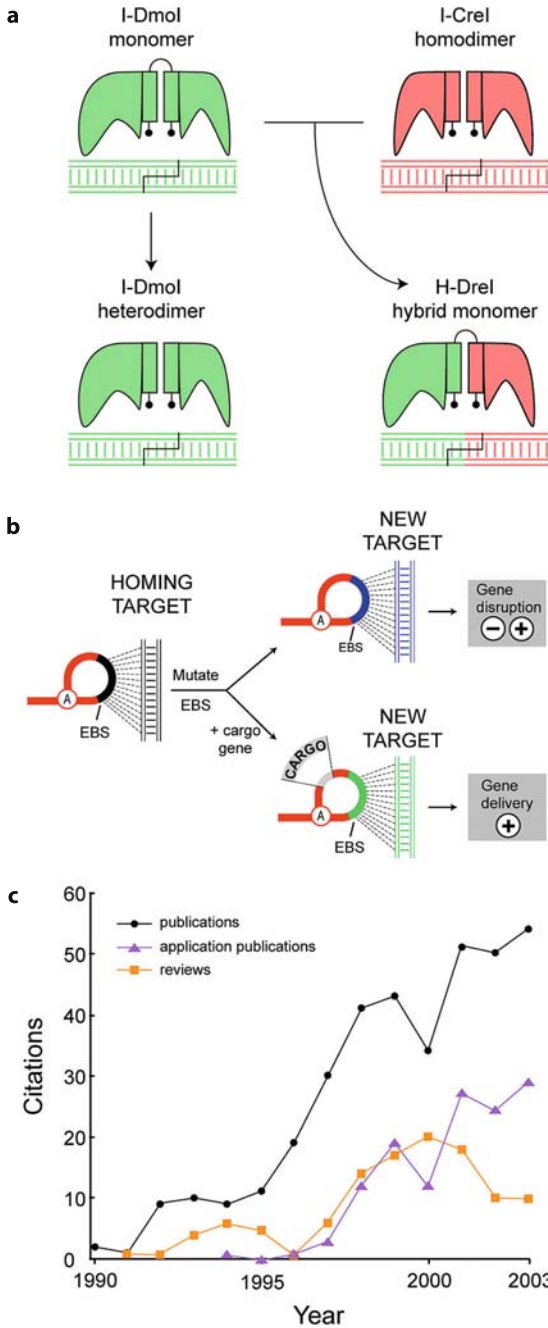 a
I-DmoI
monomer
I-CreI
homodimer
I-DmoI
heterodimer
H-DreI
hybrid monomer
b
HOMING
TARGET
A
EBS
Mutate
EBS
+ cargo
gene
NEW
TARGET
A
EBS
Gene
disruption
− +
NEW
TARGET
CARGO
A
EBS
Gene
delivery
+
c
60
50
40
30
20
10
0
Citations
publications
application publications
reviews
1990
1995
2000
2003
Year